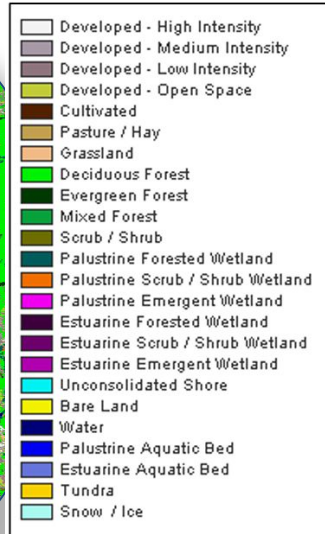 Developed - High Intensity
Developed - Medium Intensity
Developed - Low Intensity
Developed - Open Space
Cultivated
Pasture / Hay
Grassland
Deciduous Forest
Evergreen Forest
Mixed Forest
Scrub / Shrub
Palustrine Forested Wetland
Palustrine Scrub / Shrub Wetland
Palustrine Emergent Wetland
Estuarine Forested Wetland
Estuarine Scrub / Shrub Wetland
Estuarine Emergent Wetland
Unconsolidated Shore
Bare Land
Water
Palustrine Aquatic Bed
Estuarine Aquatic Bed
Tundra
Snow / Ice